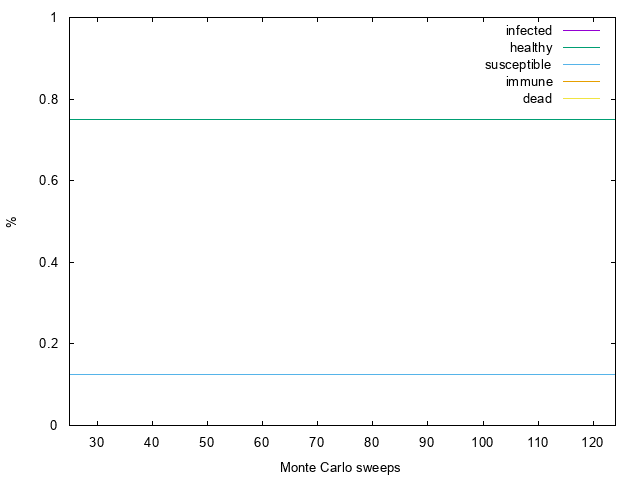 1
infected
healthy
susceptible
immune
dead
0.8
0.6
%
0.4
0.2
0
30 40 50 60 70 80 90 100 110 120
Monte Carlo sweeps